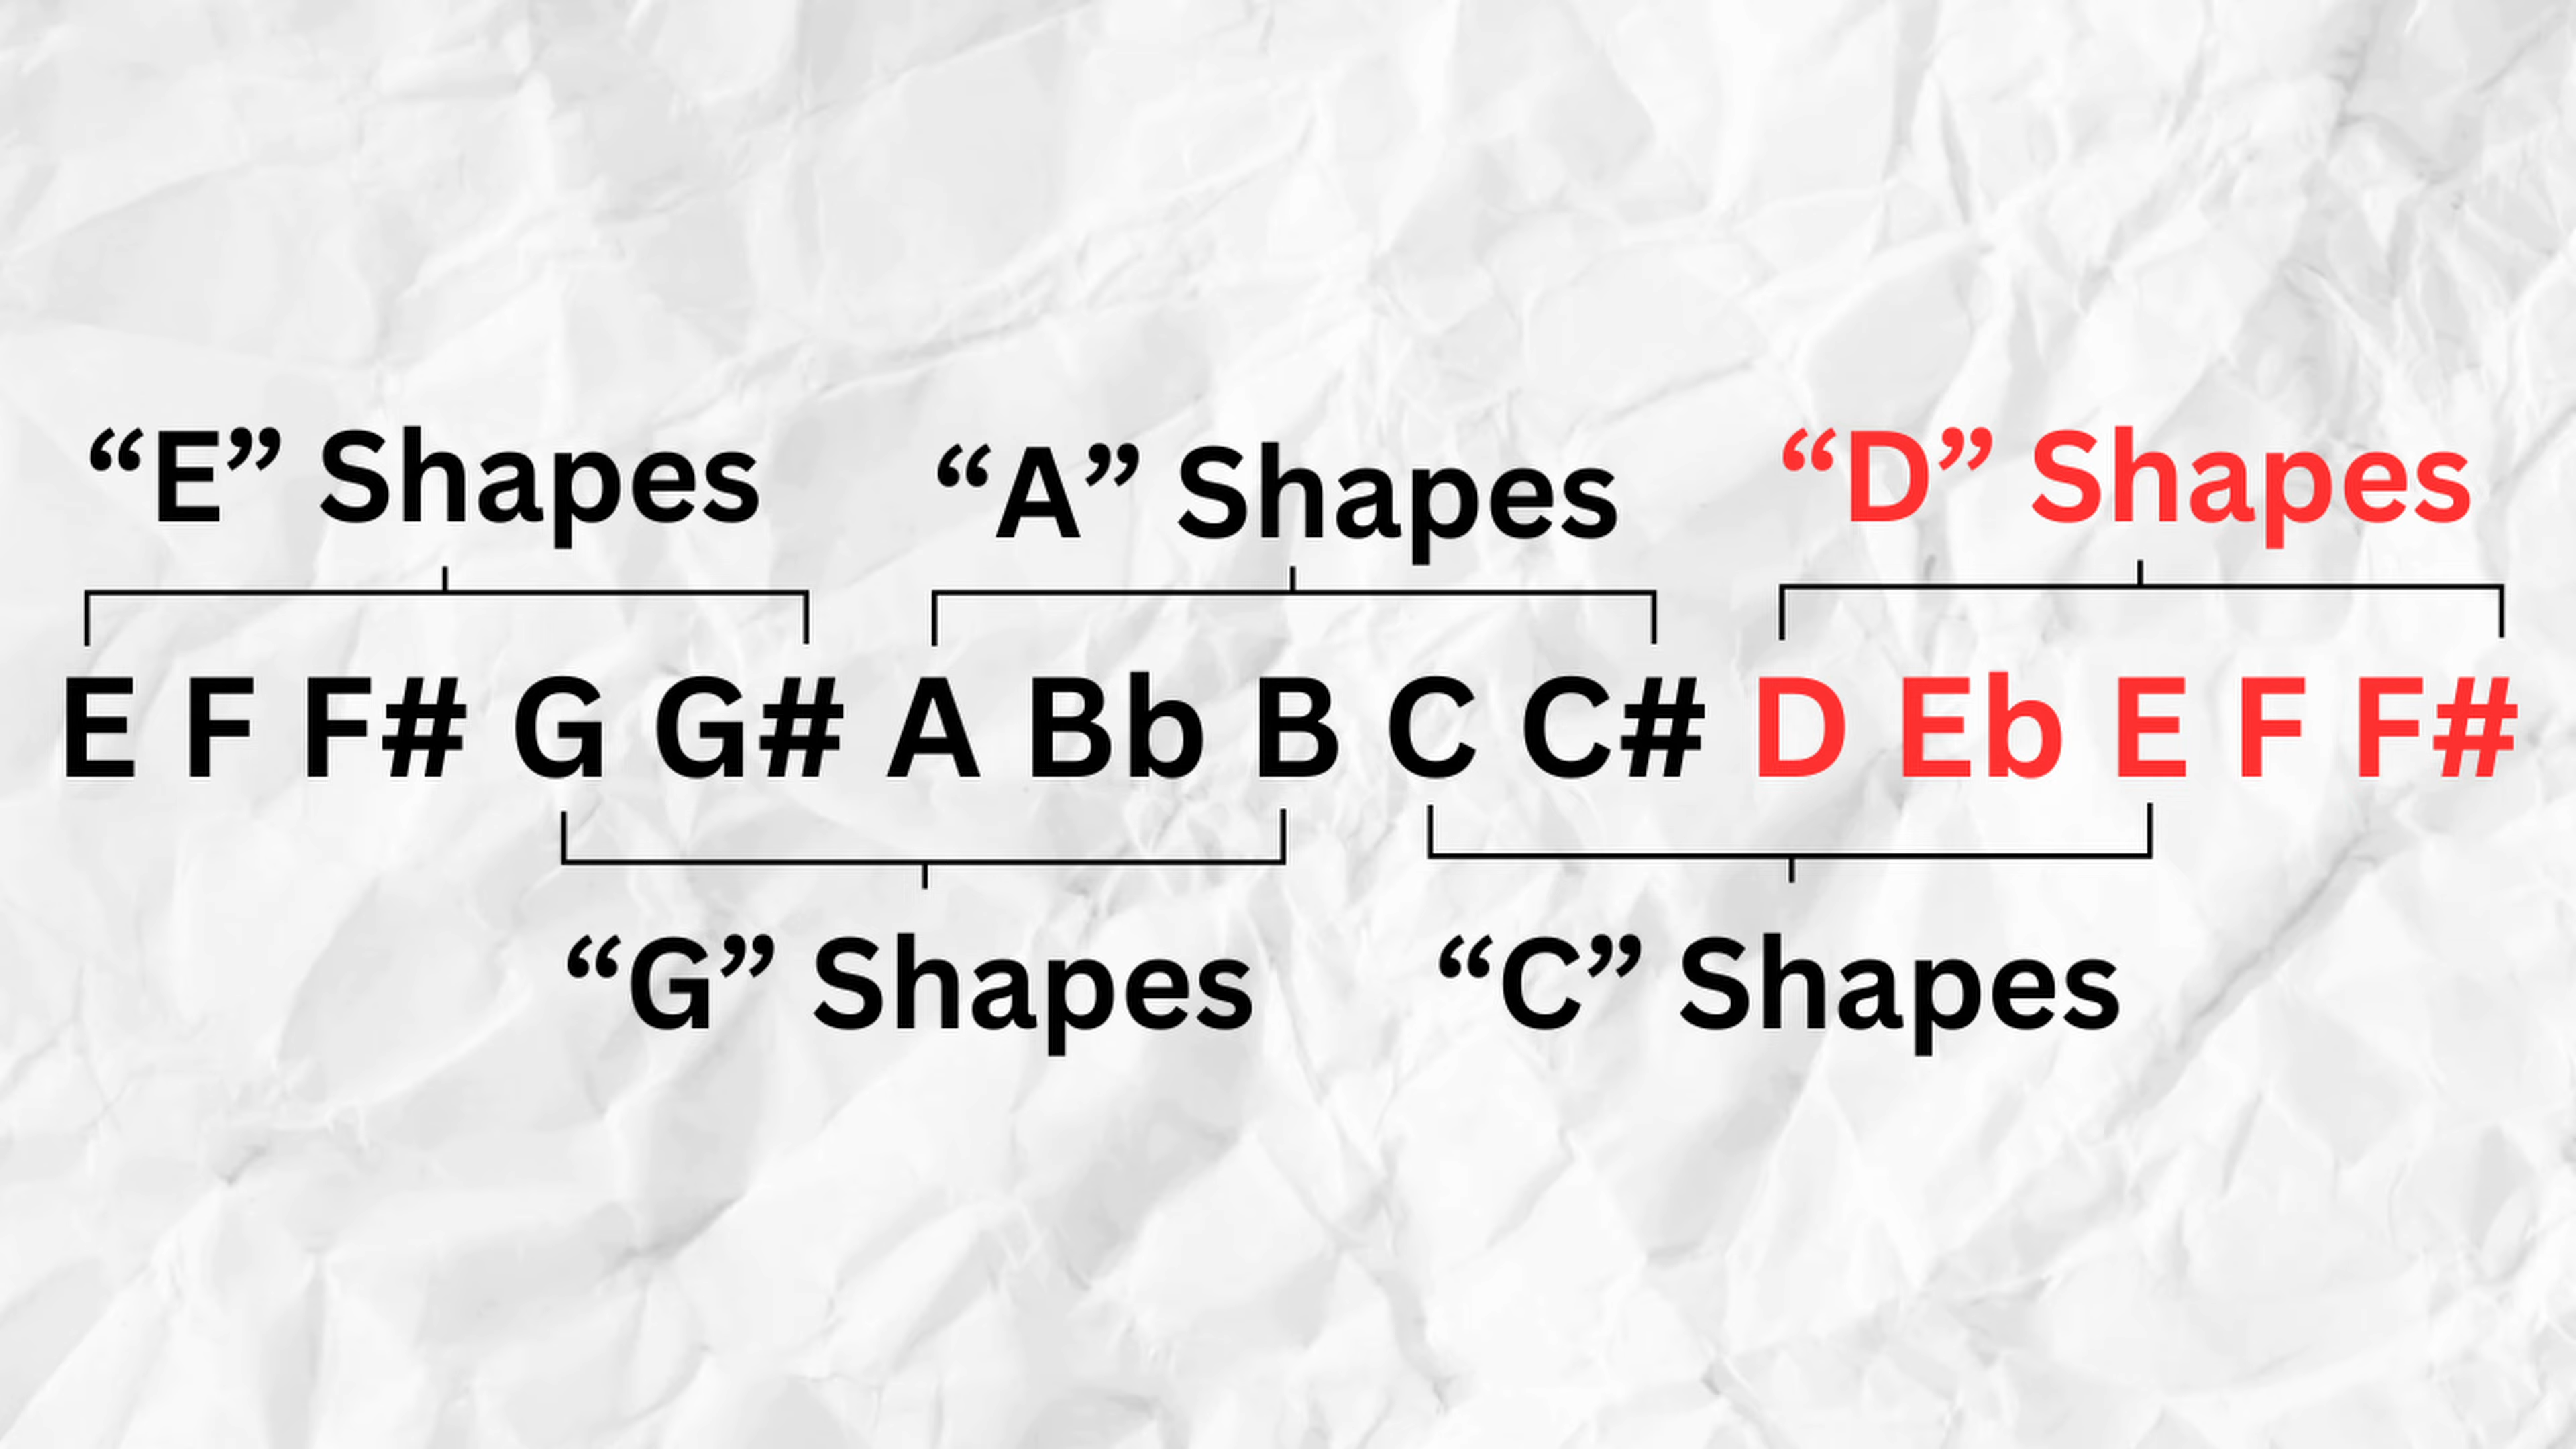 “E” Shapes “A” Shapes “D” Shapes
E F F# G G# A Bb B C C# D Eb E F F#
“G” Shapes “C” Shapes